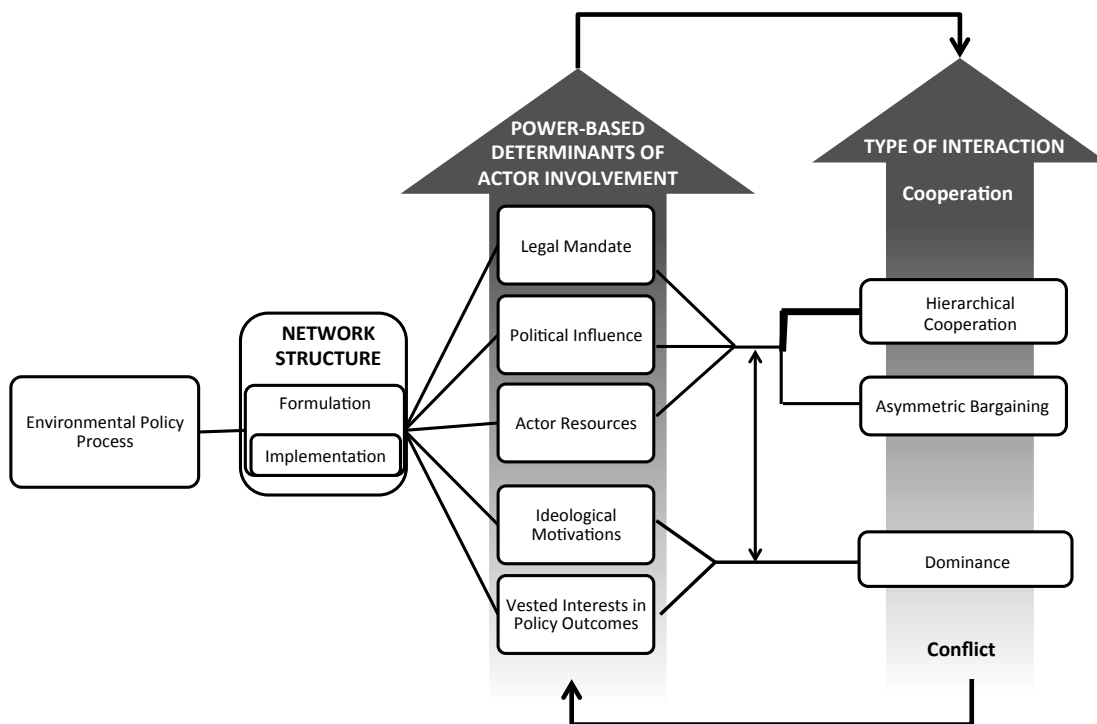 Environmental Policy
Process
NETWORK
STRUCTURE
Formulation
Implementation
POWER-BASED
DETERMINANTS OF
ACTOR INVOLVEMENT
Legal Mandate
Political Influence
Actor Resources
Ideological
Motivations
Vested Interests in
Policy Outcomes
TYPE OF INTERACTION
Cooperation
Hierarchical
Cooperation
Asymmetric Bargaining
Dominance
Conflict